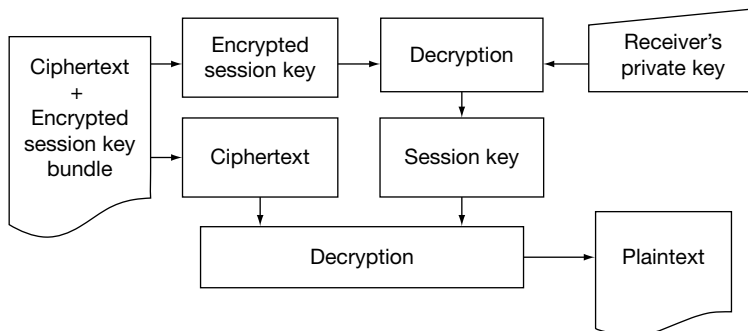 Ciphertext
+
Encrypted
session key
bundle
Encrypted
session key
Decryption
Receiver's
private key
Ciphertext
Session key
Decryption
Plaintext